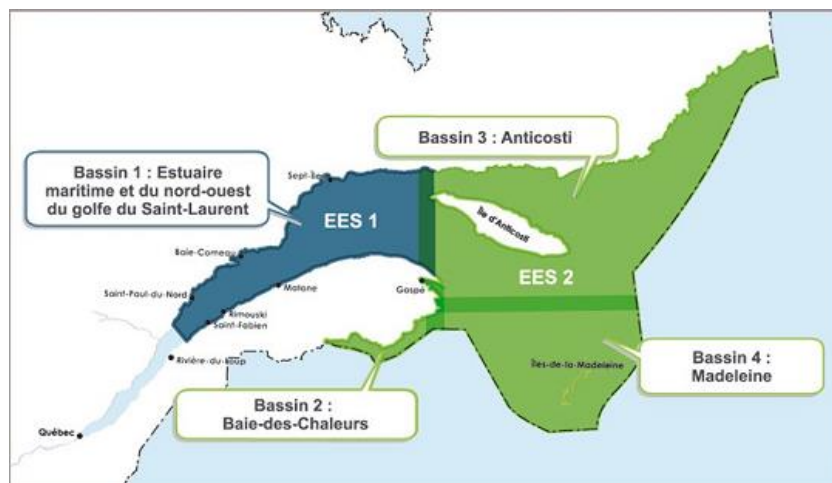 Bassin 3 : Anticosti
Bassin 1 : Estuaire
maritime et du nord-ouest
du golfe du Saint-Laurent
Sept-Îles
EES 1
Île d'Anticosti
Baie-Comeau
EES 2
Saint-Paul-du-Nord
Matane
Gaspé
Rimouski
Saint-Fabien
Rivière-du-Loup
Îles-de-la-Madeleine
Bassin 4 :
Madeleine
Bassin 2 :
Baie-des-Chaleurs
Québec